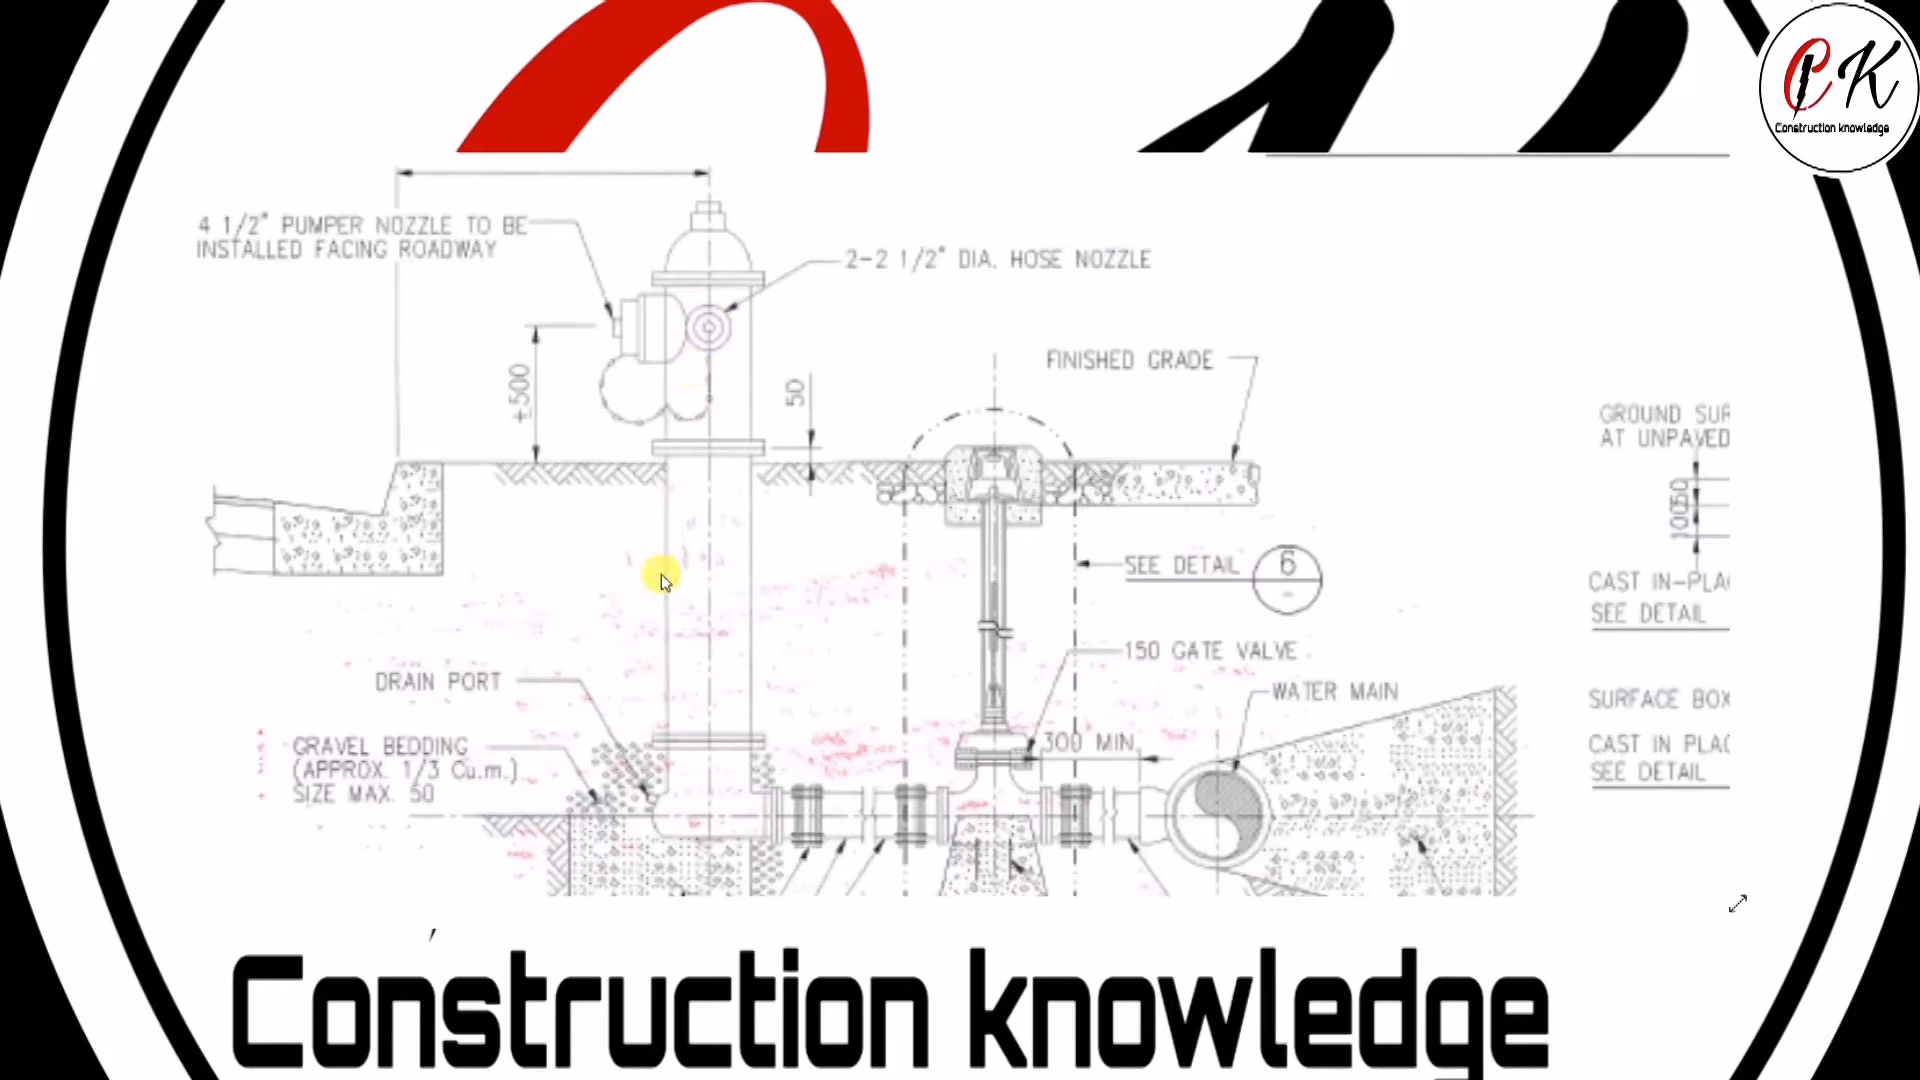 CK
Construction knowledge
4 1/2" PUMPER NOZZLE TO BE
INSTALLED FACING ROADWAY
2-2 1/2" DIA. HOSE NOZZLE
±500
50
FINISHED GRADE
GROUND SUR
AT UNPAVED
10050
SEE DETAIL 6
-
CAST IN-PLA
SEE DETAIL
150 GATE VALVE
DRAIN PORT
WATER MAIN
SURFACE BOX
GRAVEL BEDDING
(APPROX. 1/3 Cu.m.)
SIZE MAX. 50
300 MIN.
CAST IN PLAC
SEE DETAIL
Construction knowledge